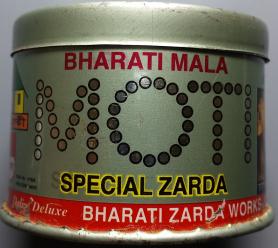 BHARATI MALA
MOTI
SPECIAL ZARDA
Deluxe
BHARATI ZARDA WORKS